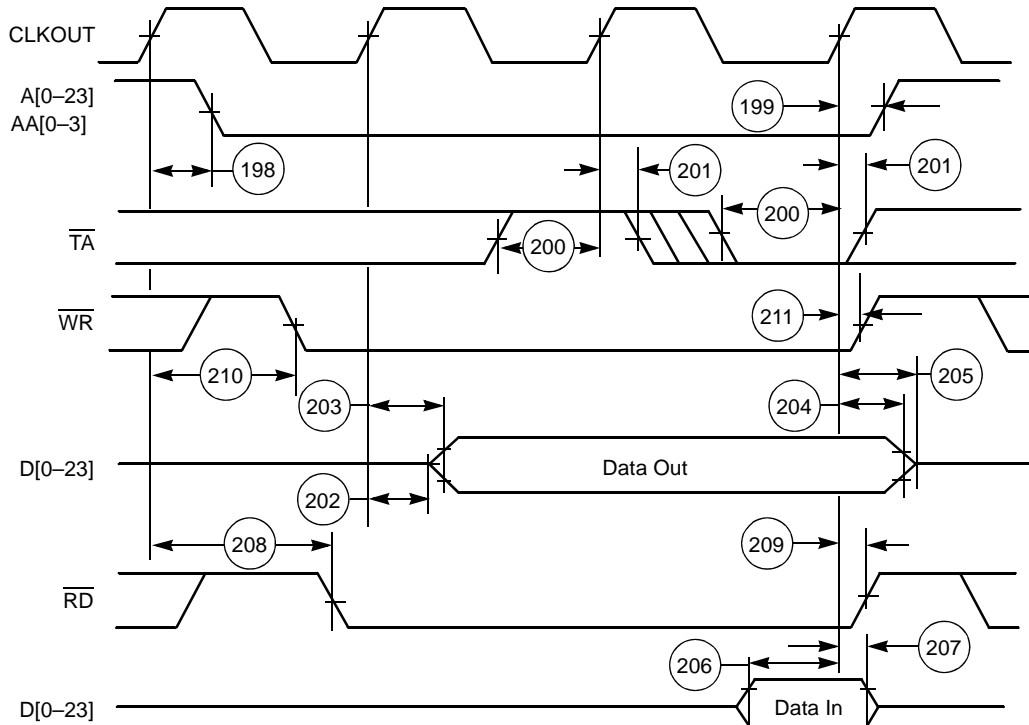 CLKOUT
A[0–23]
AA[0–3]
199
198
201
201
200
TA
200
WR
211
210
205
203
204
D[0–23]
Data Out
202
208
209
RD
206
207
D[0–23]
Data In